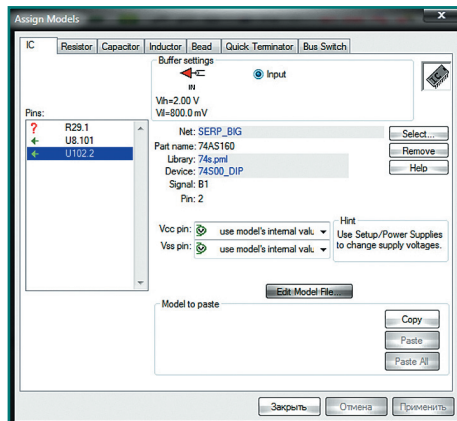 Assign Models
x
IC Resistor Capacitor Inductor Bead Quick Terminator Bus Switch
Buffer settings
IN
Input
Vih=2.00 V
Vil=800.0 mV
IC
Pins:
? R29.1
U8.101
U102.2
Net: SERP_BIG
Part name: 74AS160
Library: 74s.pml
Device: 74S00_DIP
Signal: B1
Pin: 2
Select...
Remove
Help
Vcc pin: use model's internal valu
Vss pin: use model's internal valu
Hint
Use Setup/Power Supplies
to change supply voltages.
Edit Model File...
Model to paste
Copy
Paste
Paste All
Закрыть Отмена Применить